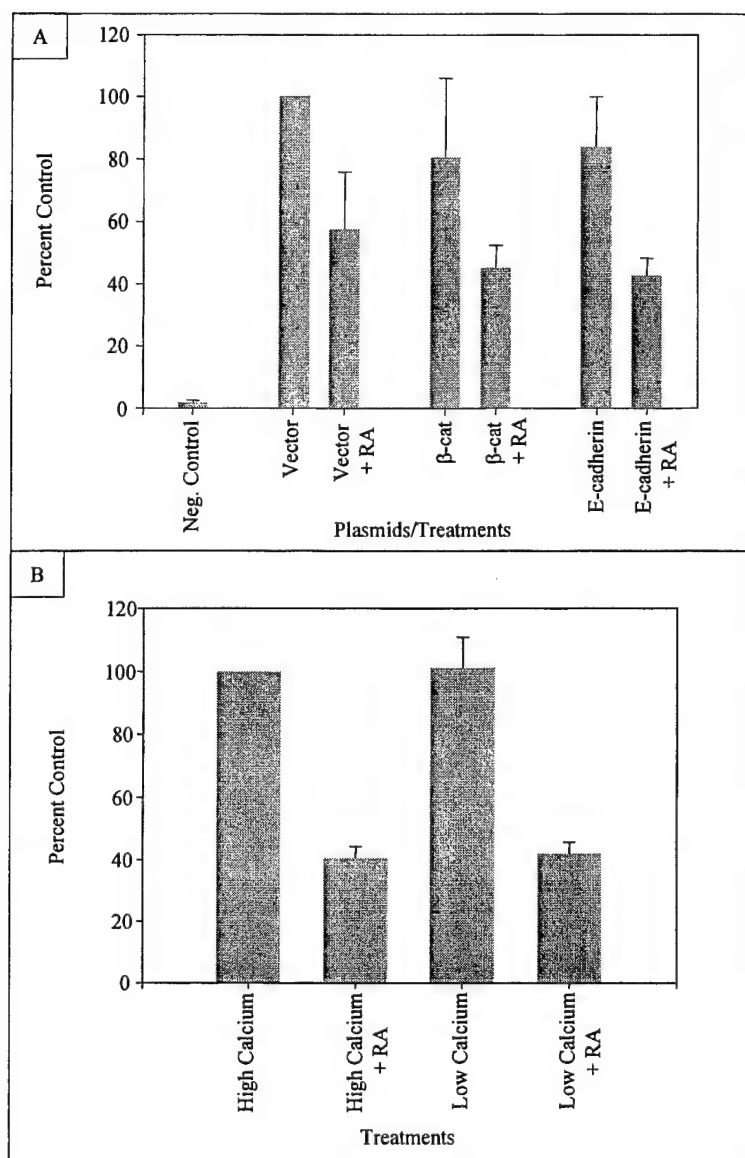 A
120
100
80
60
40
20
0
Percent Control
Neg. Control
Vector
Vector
+ RA
β-cat
β-cat
+ RA
E-cadherin
E-cadherin
+ RA
Plasmids/Treatments
B
120
100
80
60
40
20
0
Percent Control
High Calcium
High Calcium
+ RA
Low Calcium
Low Calcium
+ RA
Treatments